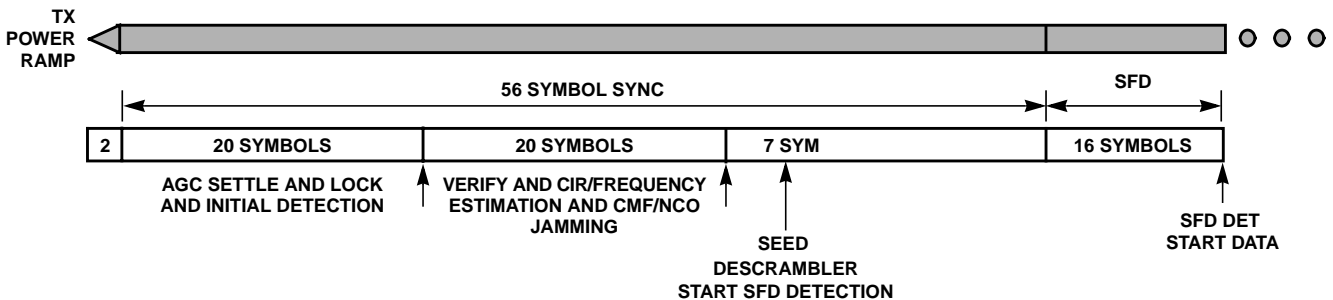 TX
POWER
RAMP
56 SYMBOL SYNC
SFD
2
20 SYMBOLS
20 SYMBOLS
7 SYM
16 SYMBOLS
AGC SETTLE AND LOCK
AND INITIAL DETECTION
VERIFY AND CIR/FREQUENCY
ESTIMATION AND CMF/NCO
JAMMING
SEED
DESCRAMBLER
START SFD DETECTION
SFD DET
START DATA